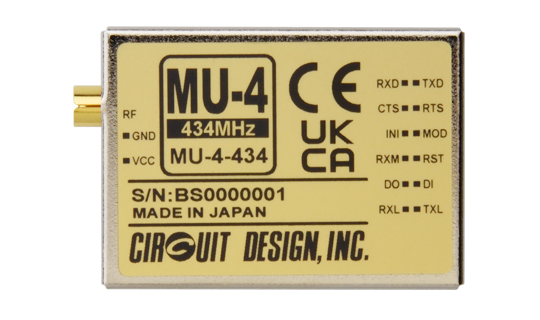 MU-4
434MHz
MU-4-434
CE
UK
CA
RF
GND
VCC
RXD TXD
CTS RTS
INI MOD
RXM RST
DO DI
RXL TXL
S/N:BS0000001
MADE IN JAPAN
CIRCUIT DESIGN, INC.